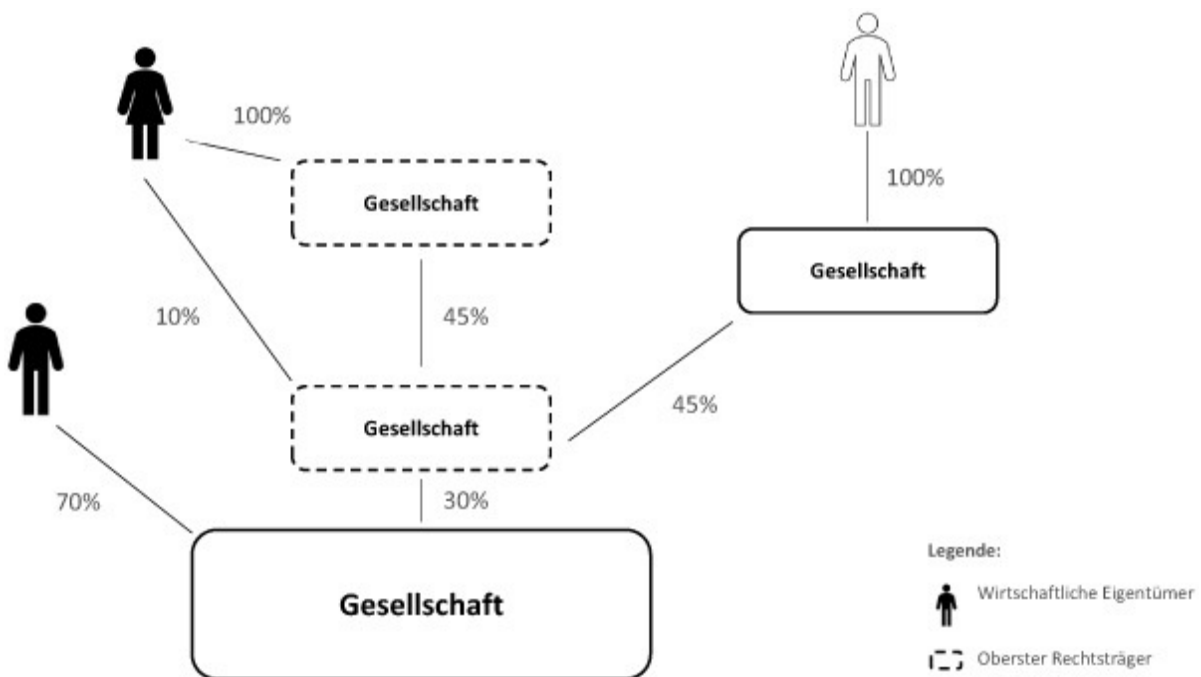 100%
Gesellschaft
100%
Gesellschaft
10%
45%
45%
Gesellschaft
70%
30%
Gesellschaft
Legende:
Wirtschaftliche Eigentümer
Oberster Rechtsträger